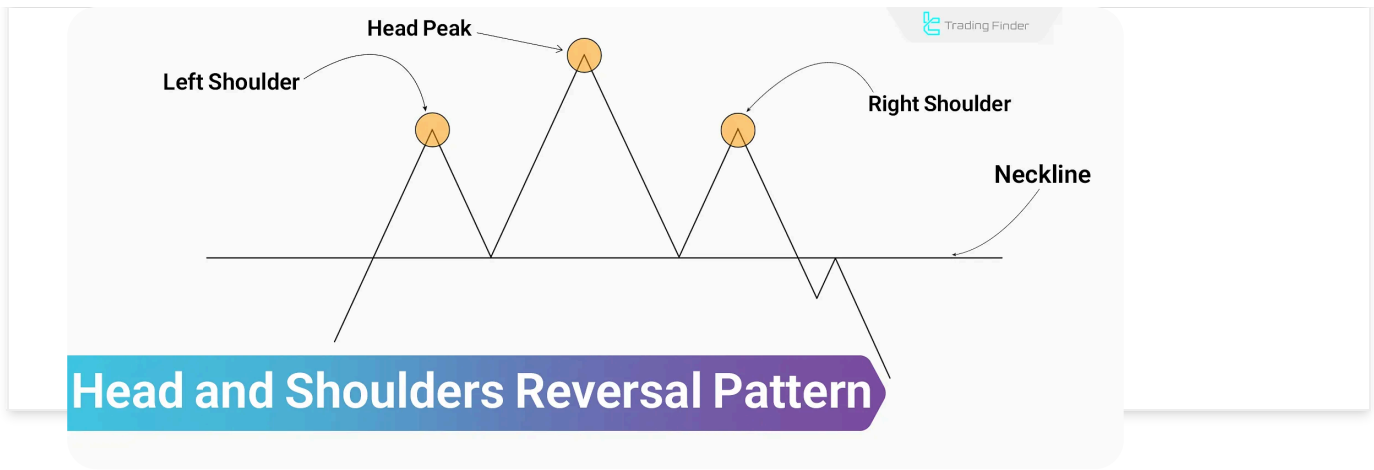 Head Peak
Trading Finder
Left Shoulder
Right Shoulder
Neckline
Head and Shoulders Reversal Pattern